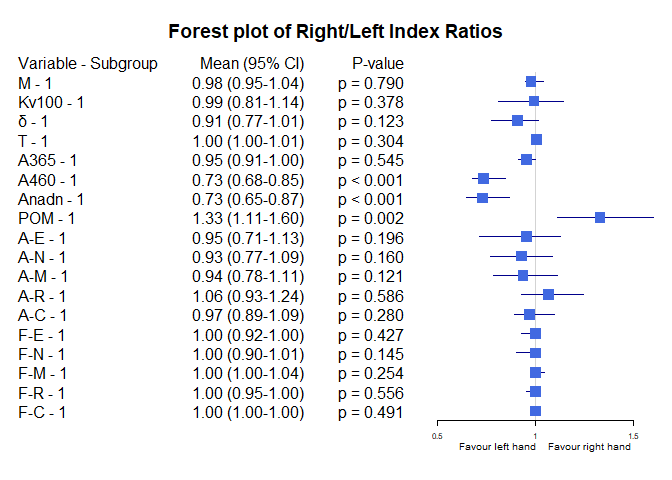 Forest plot of Right/Left Index Ratios
Variable - Subgroup Mean (95% CI) P-value
M - 1 0.98 (0.95-1.04) p = 0.790
Kv100 - 1 0.99 (0.81-1.14) p = 0.378
δ - 1 0.91 (0.77-1.01) p = 0.123
T - 1 1.00 (1.00-1.01) p = 0.304
A365 - 1 0.95 (0.91-1.00) p = 0.545
A460 - 1 0.73 (0.68-0.85) p < 0.001
Anadn - 1 0.73 (0.65-0.87) p < 0.001
POM - 1 1.33 (1.11-1.60) p = 0.002
A-E - 1 0.95 (0.71-1.13) p = 0.196
A-N - 1 0.93 (0.77-1.09) p = 0.160
A-M - 1 0.94 (0.78-1.11) p = 0.121
A-R - 1 1.06 (0.93-1.24) p = 0.586
A-C - 1 0.97 (0.89-1.09) p = 0.280
F-E - 1 1.00 (0.92-1.00) p = 0.427
F-N - 1 1.00 (0.90-1.01) p = 0.145
F-M - 1 1.00 (1.00-1.04) p = 0.254
F-R - 1 1.00 (0.95-1.00) p = 0.556
F-C - 1 1.00 (1.00-1.00) p = 0.491
0.5 1 1.5
Favour left hand Favour right hand